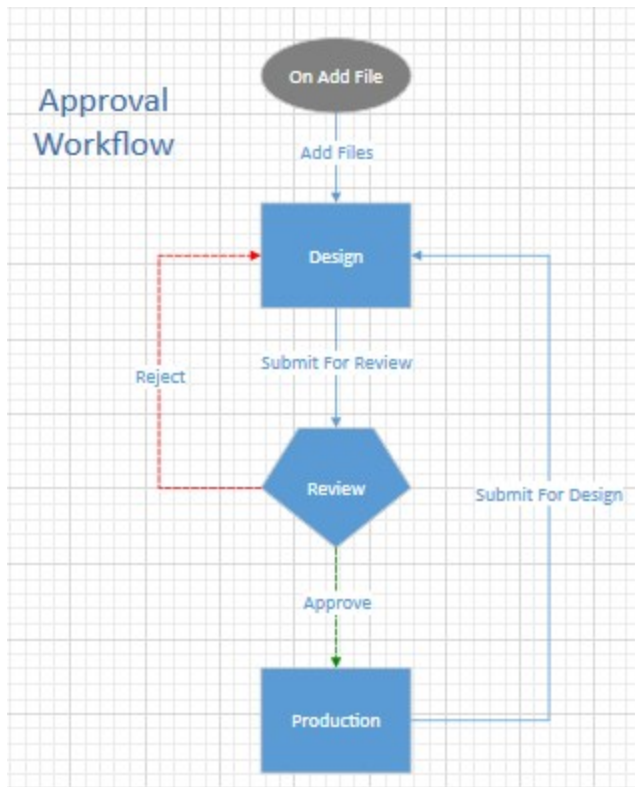 On Add File
Approval
Workflow
Add Files
Design
Submit For Review
Reject
Review
Submit For Design
Approve
Production